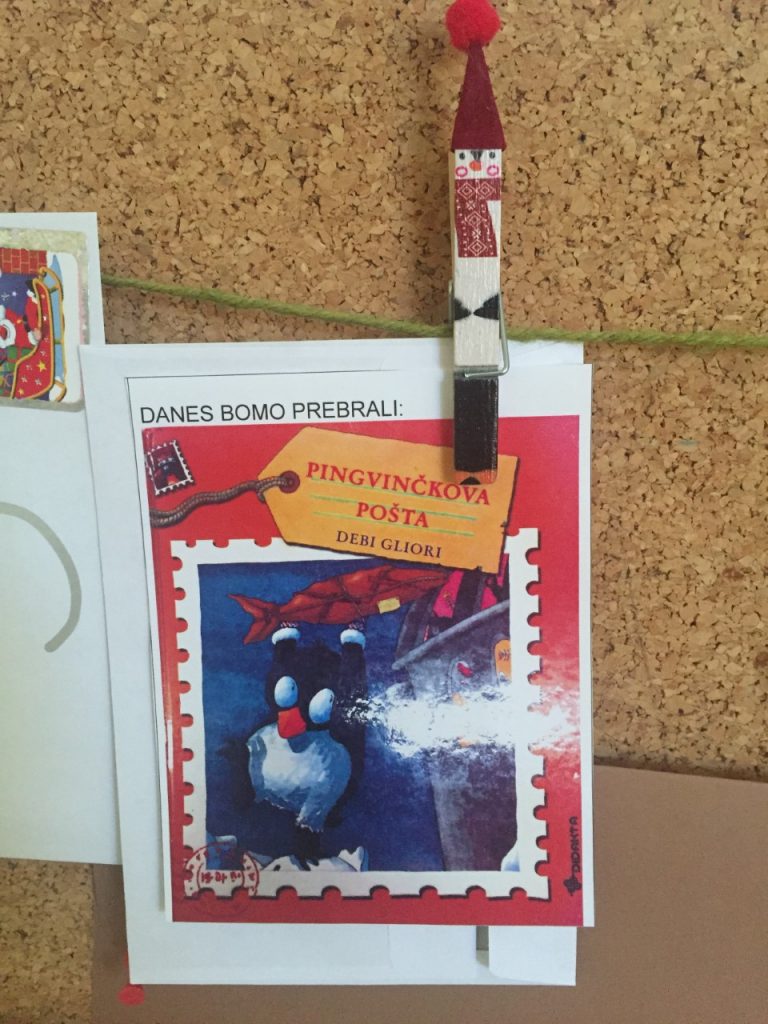 DANES BOMO PREBRALI:
PINGVINČKOVA
POŠTA
DEBI GLIORI
DIDAKTA